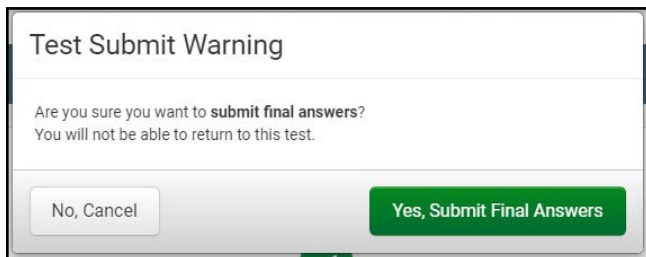 Test Submit Warning
Are you sure you want to submit final answers?
You will not be able to return to this test.
No, Cancel
Yes, Submit Final Answers